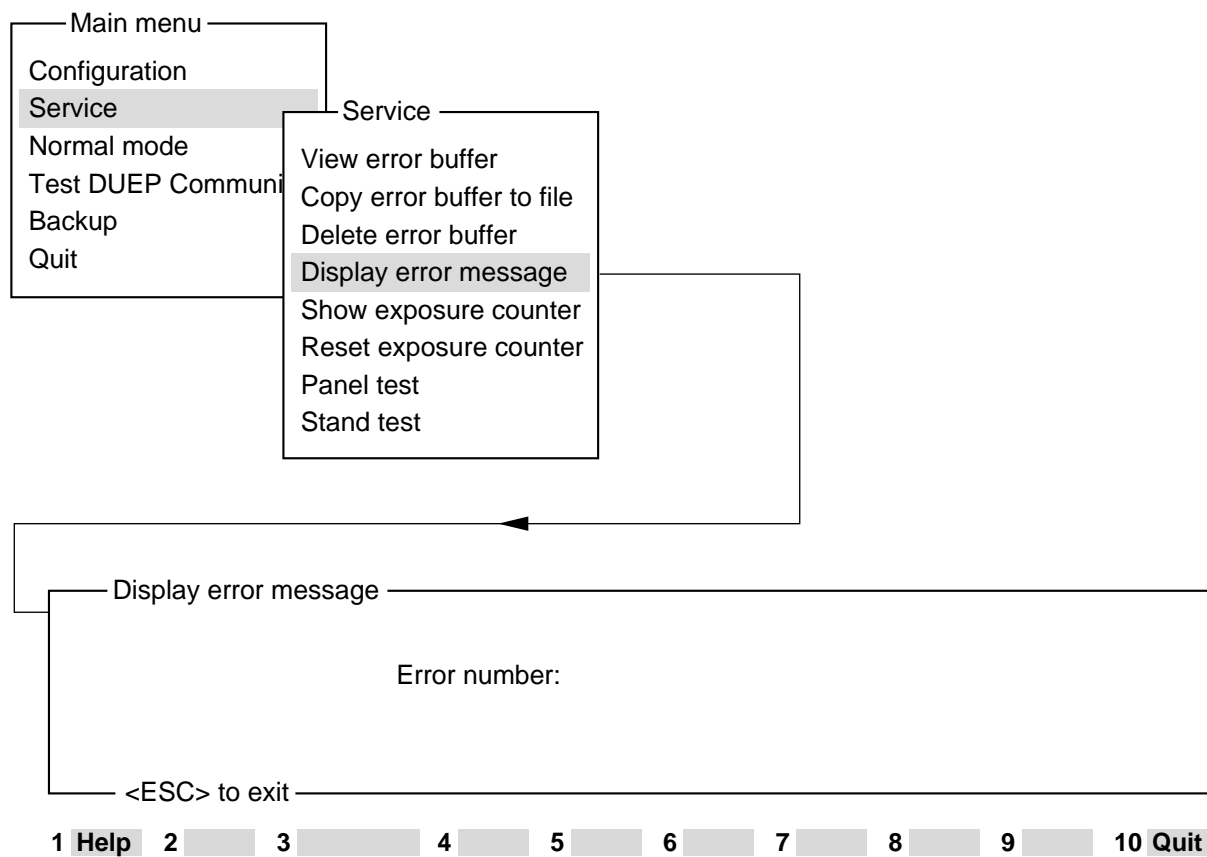 Main menu
Configuration
Service
Normal mode
Test DUEP Communi
Backup
Quit
Service
View error buffer
Copy error buffer to file
Delete error buffer
Display error message
Show exposure counter
Reset exposure counter
Panel test
Stand test
Display error message
Error number:
<ESC> to exit
1 Help 2 3 4 5 6 7 8 9 10 Quit